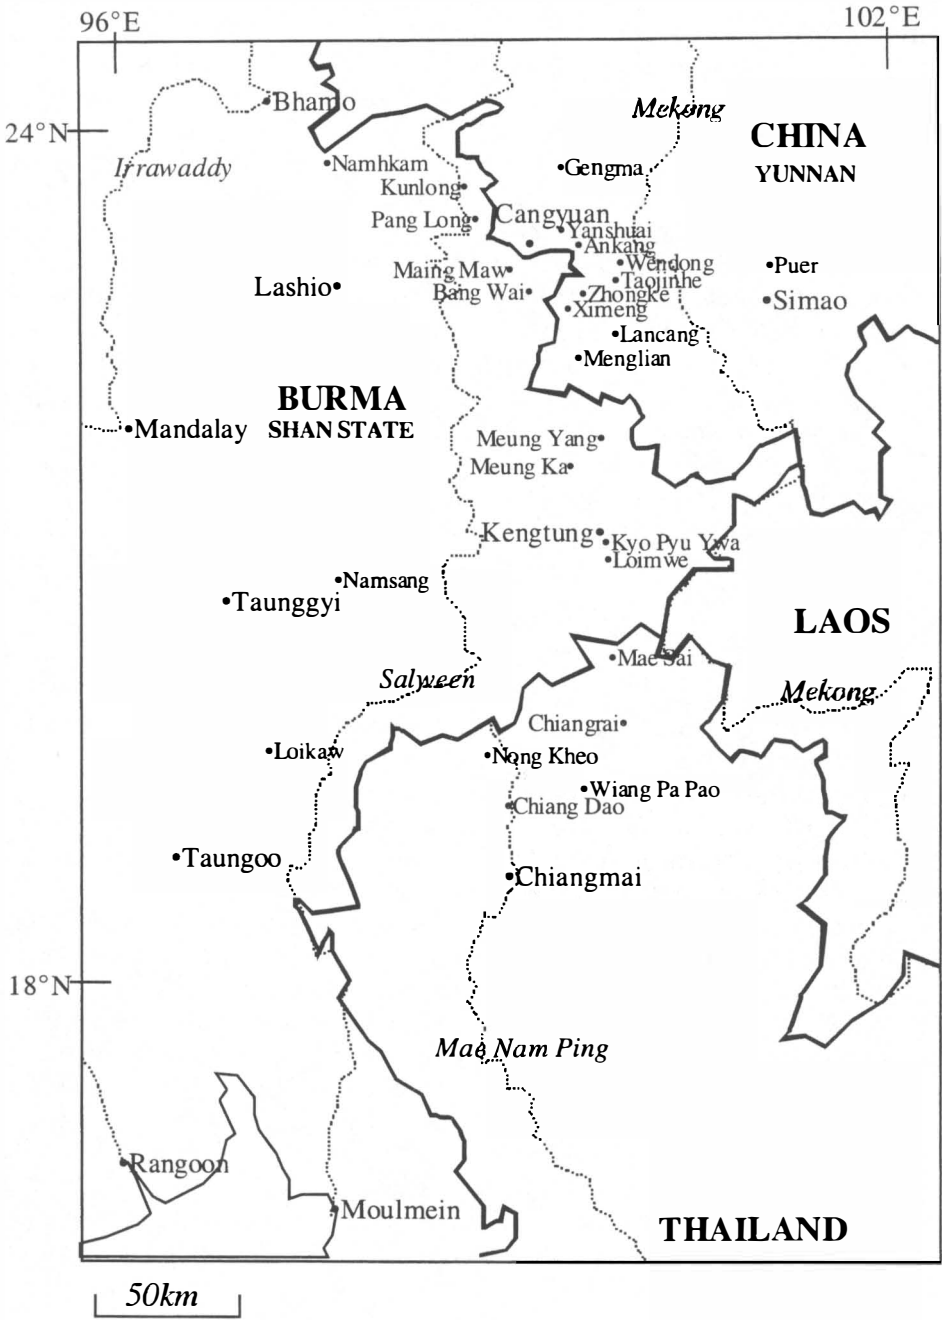 96°E
102°E
Bhamo
Mekong
24°N
CHINA
YUNNAN
Irrawaddy
Namhkam
Gengma
Kunlong
Pang Long
Cangyuan
Yanshuai
Ankang
Wendong
Puer
Maing Maw
Taojinhe
Lashio
Bang Wai
Zhongke
Simao
Ximeng
Lancang
Menglian
BURMA
SHAN STATE
Mandalay
Meung Yang
Meung Ka
Kengtung
Kyo Pyu Ywa
Loimwe
Namsang
Taunggyi
LAOS
Mae Sai
Salween
Mekong
Chiangrai
Loikaw
Nong Kheo
Wiang Pa Pao
Chiang Dao
Taungoo
Chiangmai
18°N
Mae Nam Ping
Rangoon
Moulmein
THAILAND
50km